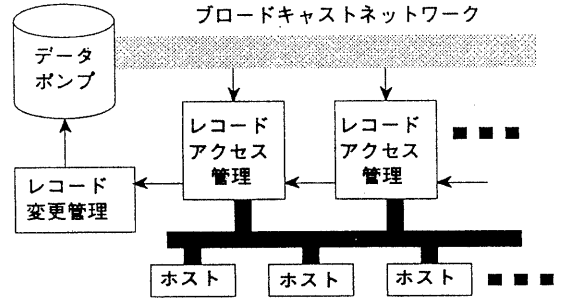 ブロードキャストネットワーク
データ
ポンプ
レコード
アクセス
管理
レコード
アクセス
管理
レコード
変更管理
ホスト
ホスト
ホスト